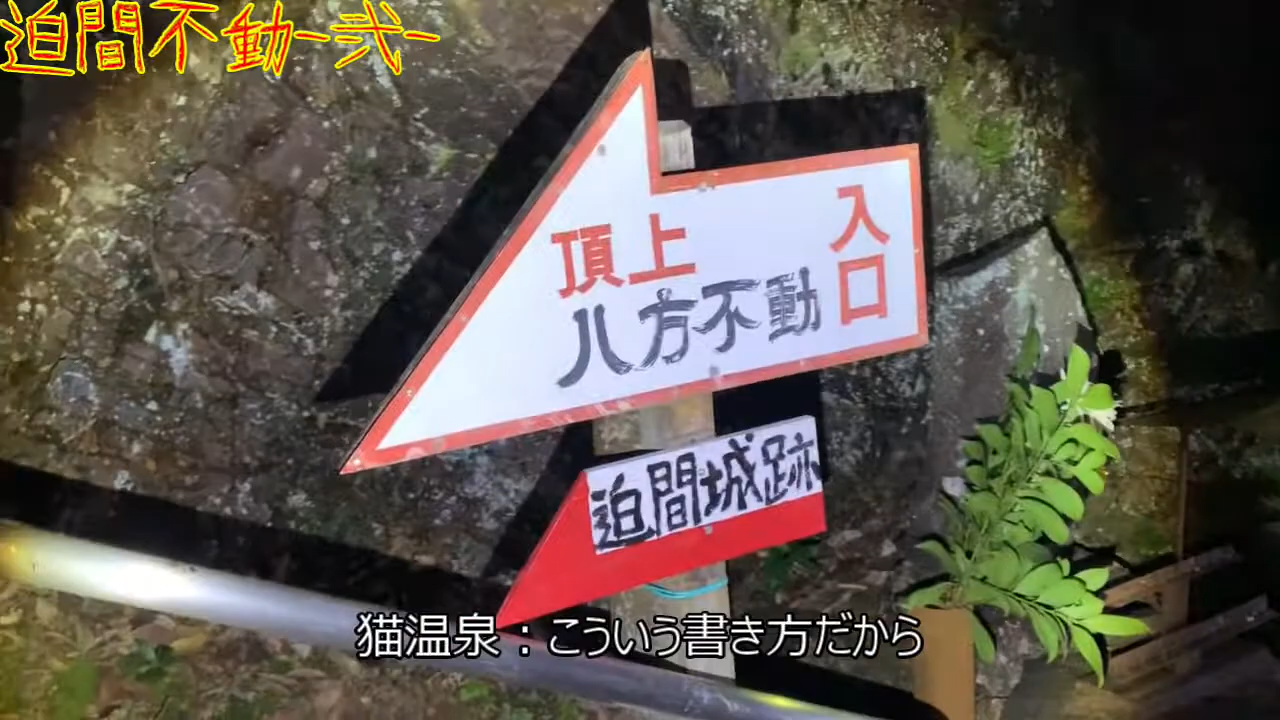 迫間不動-弐-
頂上
八方不動
入口
迫間城跡
猫温泉：こういう書き方だから